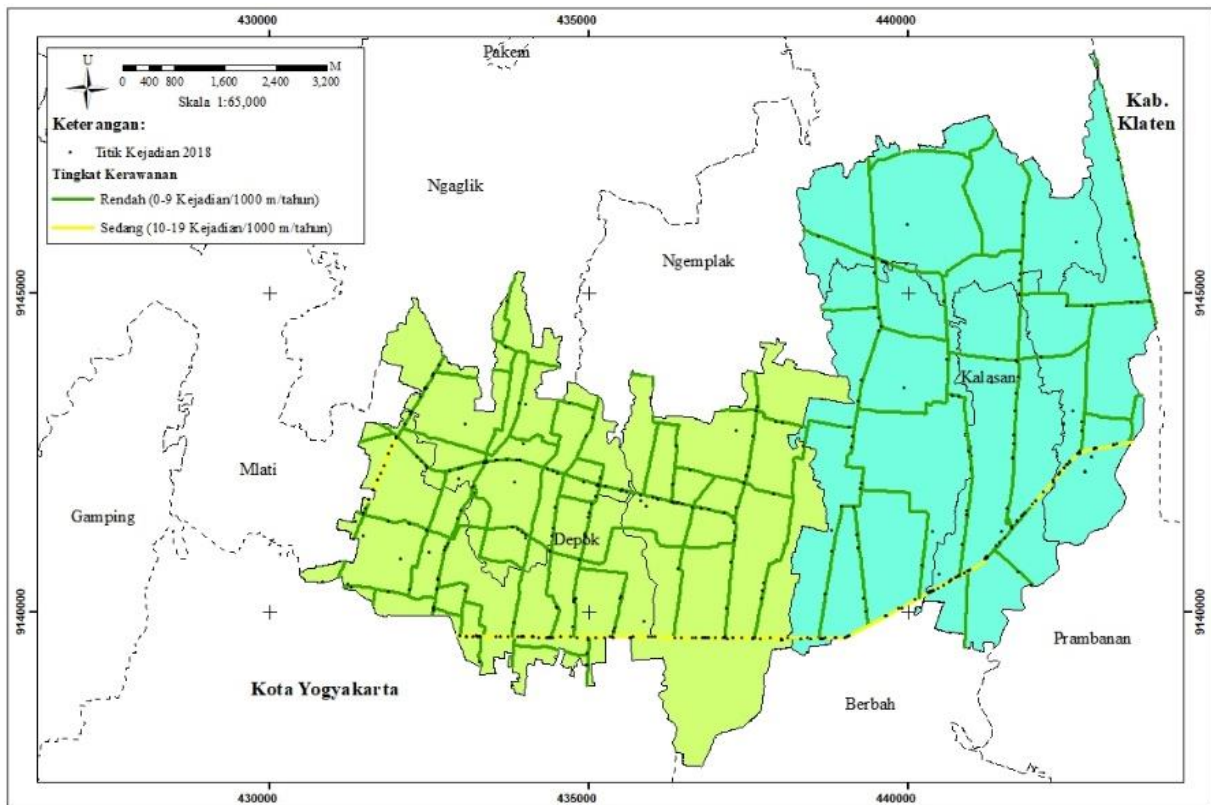 430000 435000 440000
U
0 400 800 1,600 2,400 3,200 M
Skala 1:65,000
Keterangan:
Titik Kejadian 2018
Tingkat Kerawanan
Rendah (0-9 Kejadian/1000 m/tahun)
Sedang (10-19 Kejadian/1000 m/tahun)
Pakem
Kab.
Klaten
Ngaglik
Ngemplak
9145000 9145000
Kalasan
Mlati
Gamping
Depok
9140000 9140000
Prambanan
Kota Yogyakarta
Berbah
430000 435000 440000